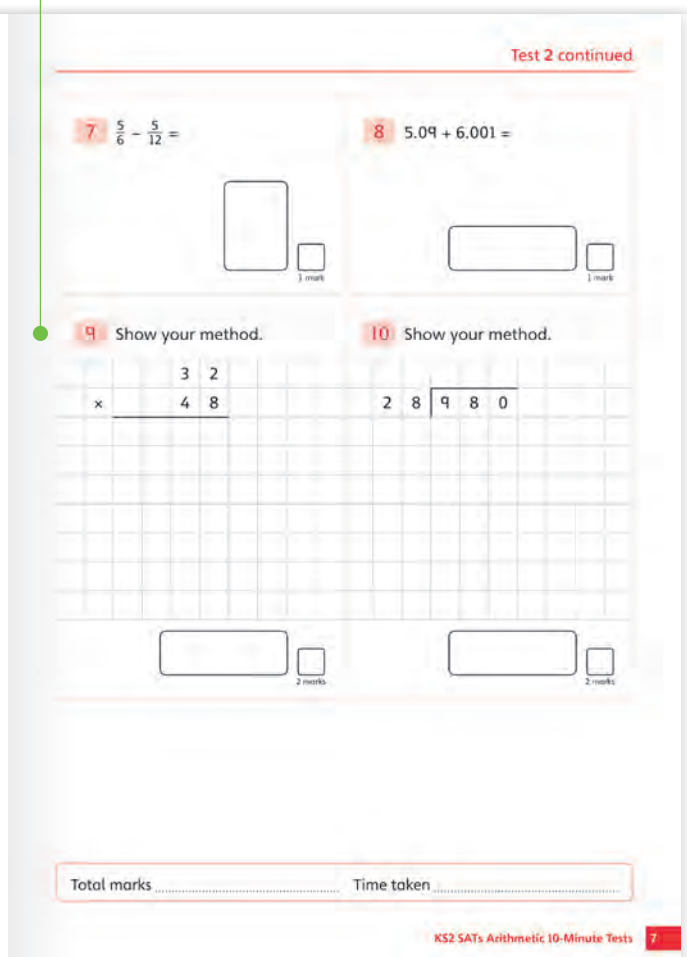 Test 2 continued
7 5/6 - 5/12 =
1 mark
8 5.09 + 6.001 =
1 mark
9 Show your method.
3 2
× 4 8
2 marks
10 Show your method.
2 8 9 8 0
2 marks
Total marks
Time taken
KS2 SATs Arithmetic 10-Minute Tests 7